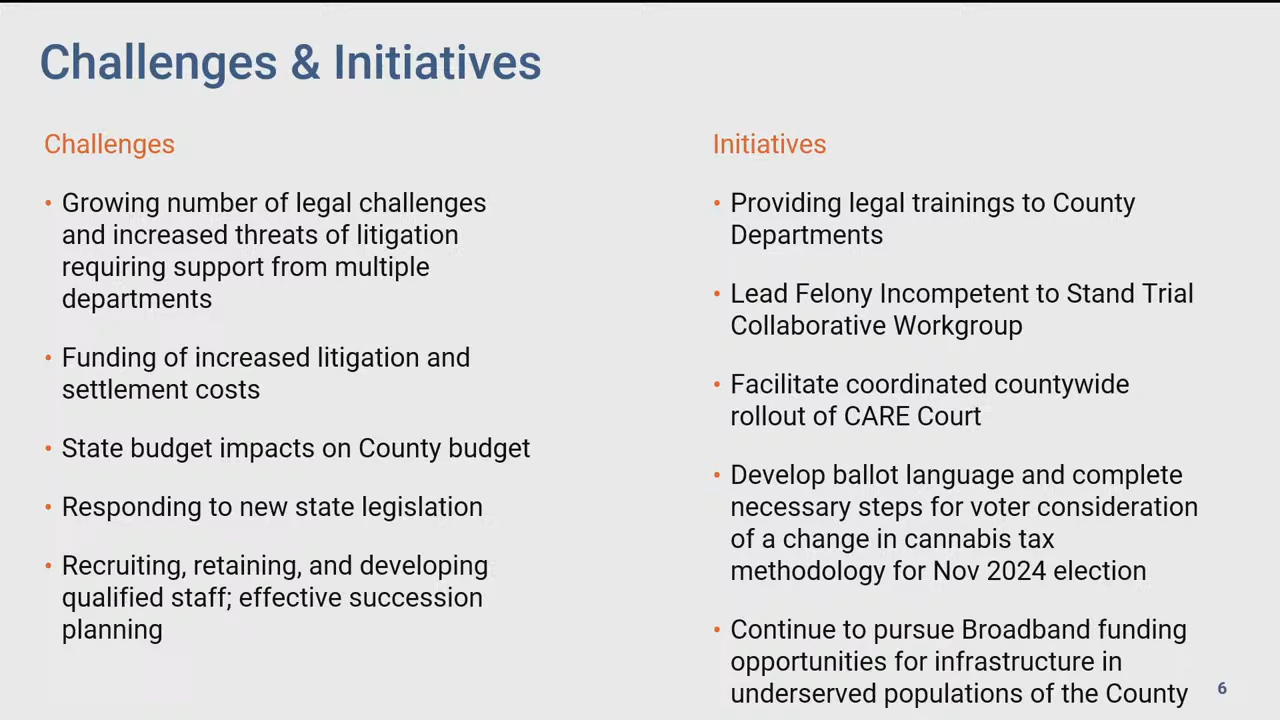 Challenges & Initiatives
Challenges
• Growing number of legal challenges
and increased threats of litigation
requiring support from multiple
departments
• Funding of increased litigation and
settlement costs
• State budget impacts on County budget
• Responding to new state legislation
• Recruiting, retaining, and developing
qualified staff; effective succession
planning
Initiatives
• Providing legal trainings to County
Departments
• Lead Felony Incompetent to Stand Trial
Collaborative Workgroup
• Facilitate coordinated countywide
rollout of CARE Court
• Develop ballot language and complete
necessary steps for voter consideration
of a change in cannabis tax
methodology for Nov 2024 election
• Continue to pursue Broadband funding
opportunities for infrastructure in
underserved populations of the County
6